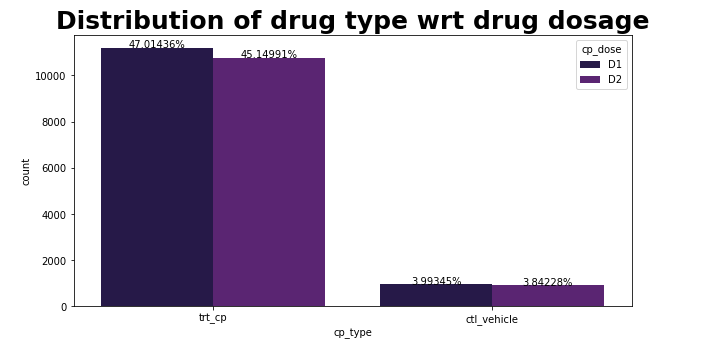 Distribution of drug type wrt drug dosage
47.01436%
45.14991%
cp_dose
D1
D2
10000
8000
6000
4000
2000
0
count
3.99345%
3.84228%
trt_cp
ctl_vehicle
cp_type